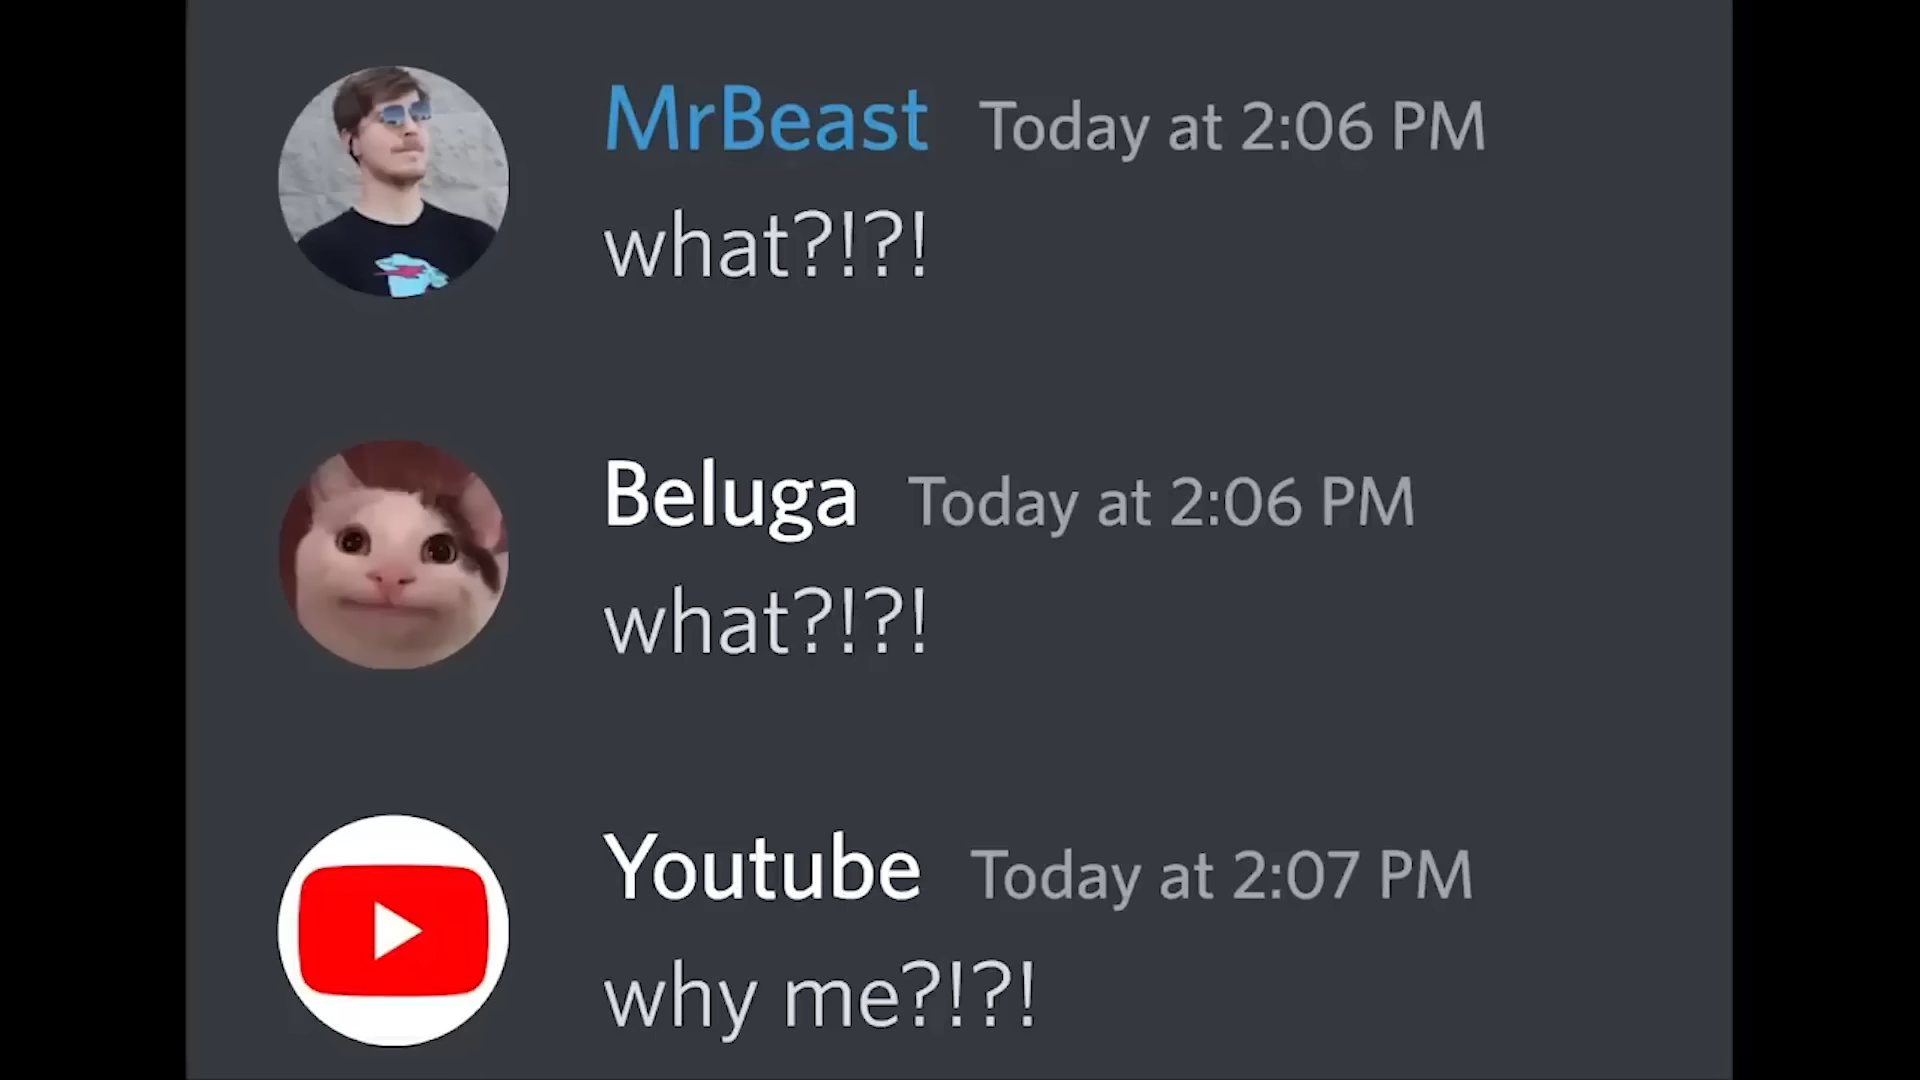 MrBeast Today at 2:06 PM
what?!?!
Beluga Today at 2:06 PM
what?!?!
Youtube Today at 2:07 PM
why me?!?!